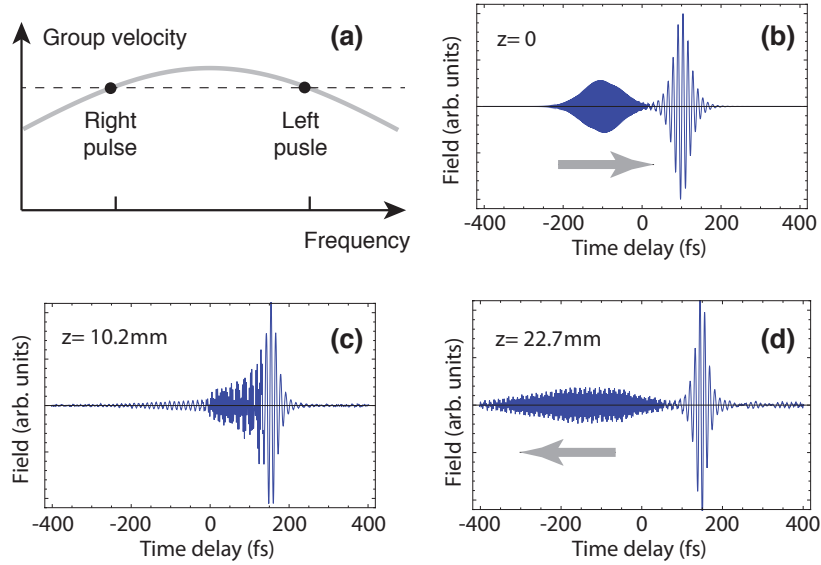 Group velocity
(a)
Right
pulse
Left
pusle
Frequency
(b)
z= 0
Field (arb. units)
-400 -200 0 200 400
Time delay (fs)
(c)
z= 10.2mm
Field (arb. units)
-400 -200 0 200 400
Time delay (fs)
(d)
z= 22.7mm
Field (arb. units)
-400 -200 0 200 400
Time delay (fs)